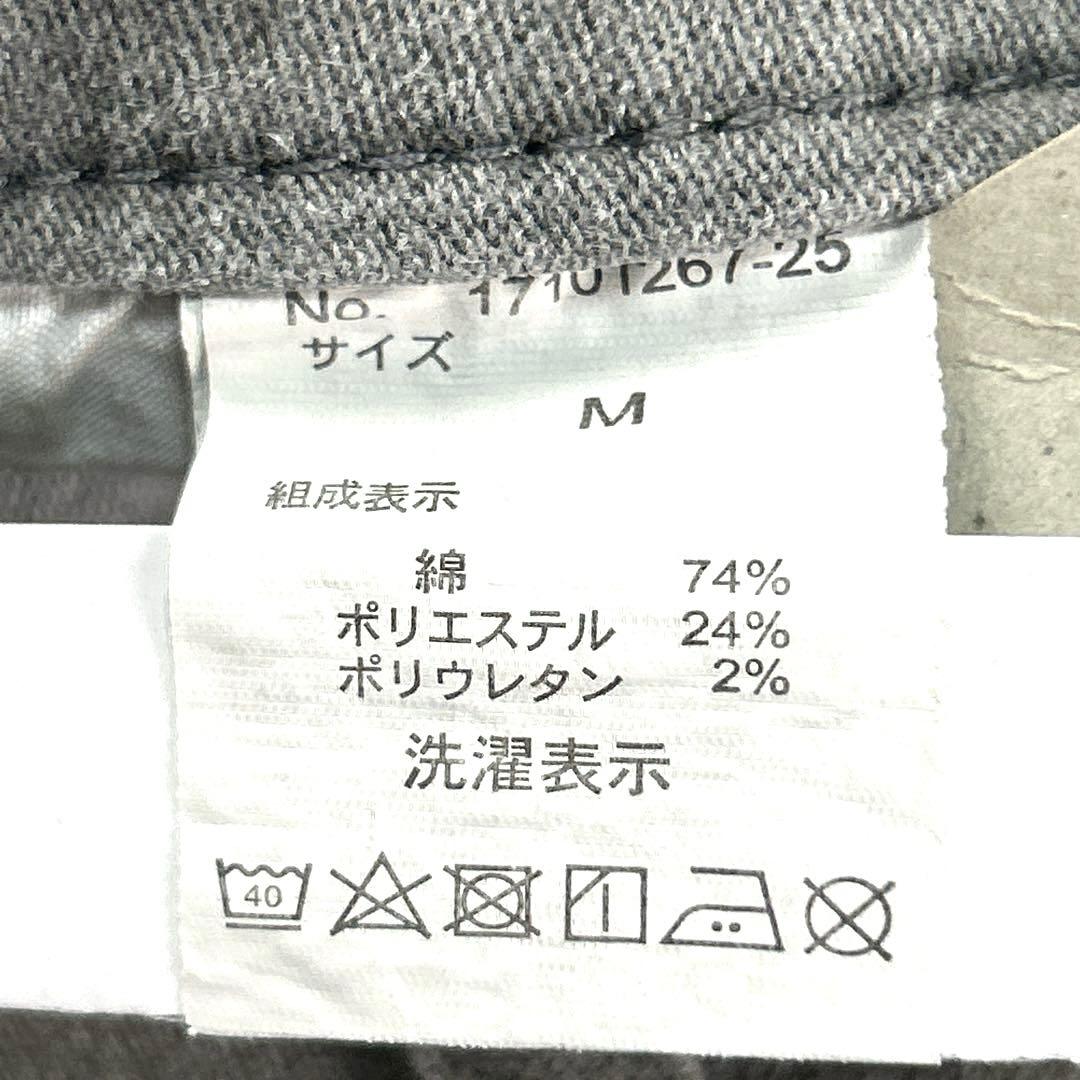 No. 17101267-25
サイズ
M
組成表示
綿 74%
ポリエステル 24%
ポリウレタン 2%
洗濯表示
40